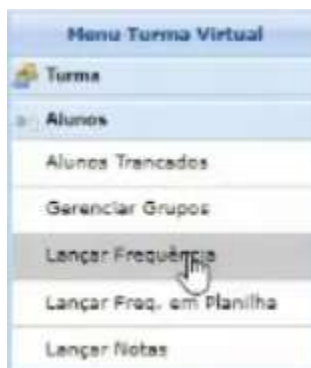 Menu Turma Virtual
Turma
Alunos
Alunos Trancados
Gerenciar Grupos
Lançar Frequência
Lançar Freq. em Planilha
Lançar Notas